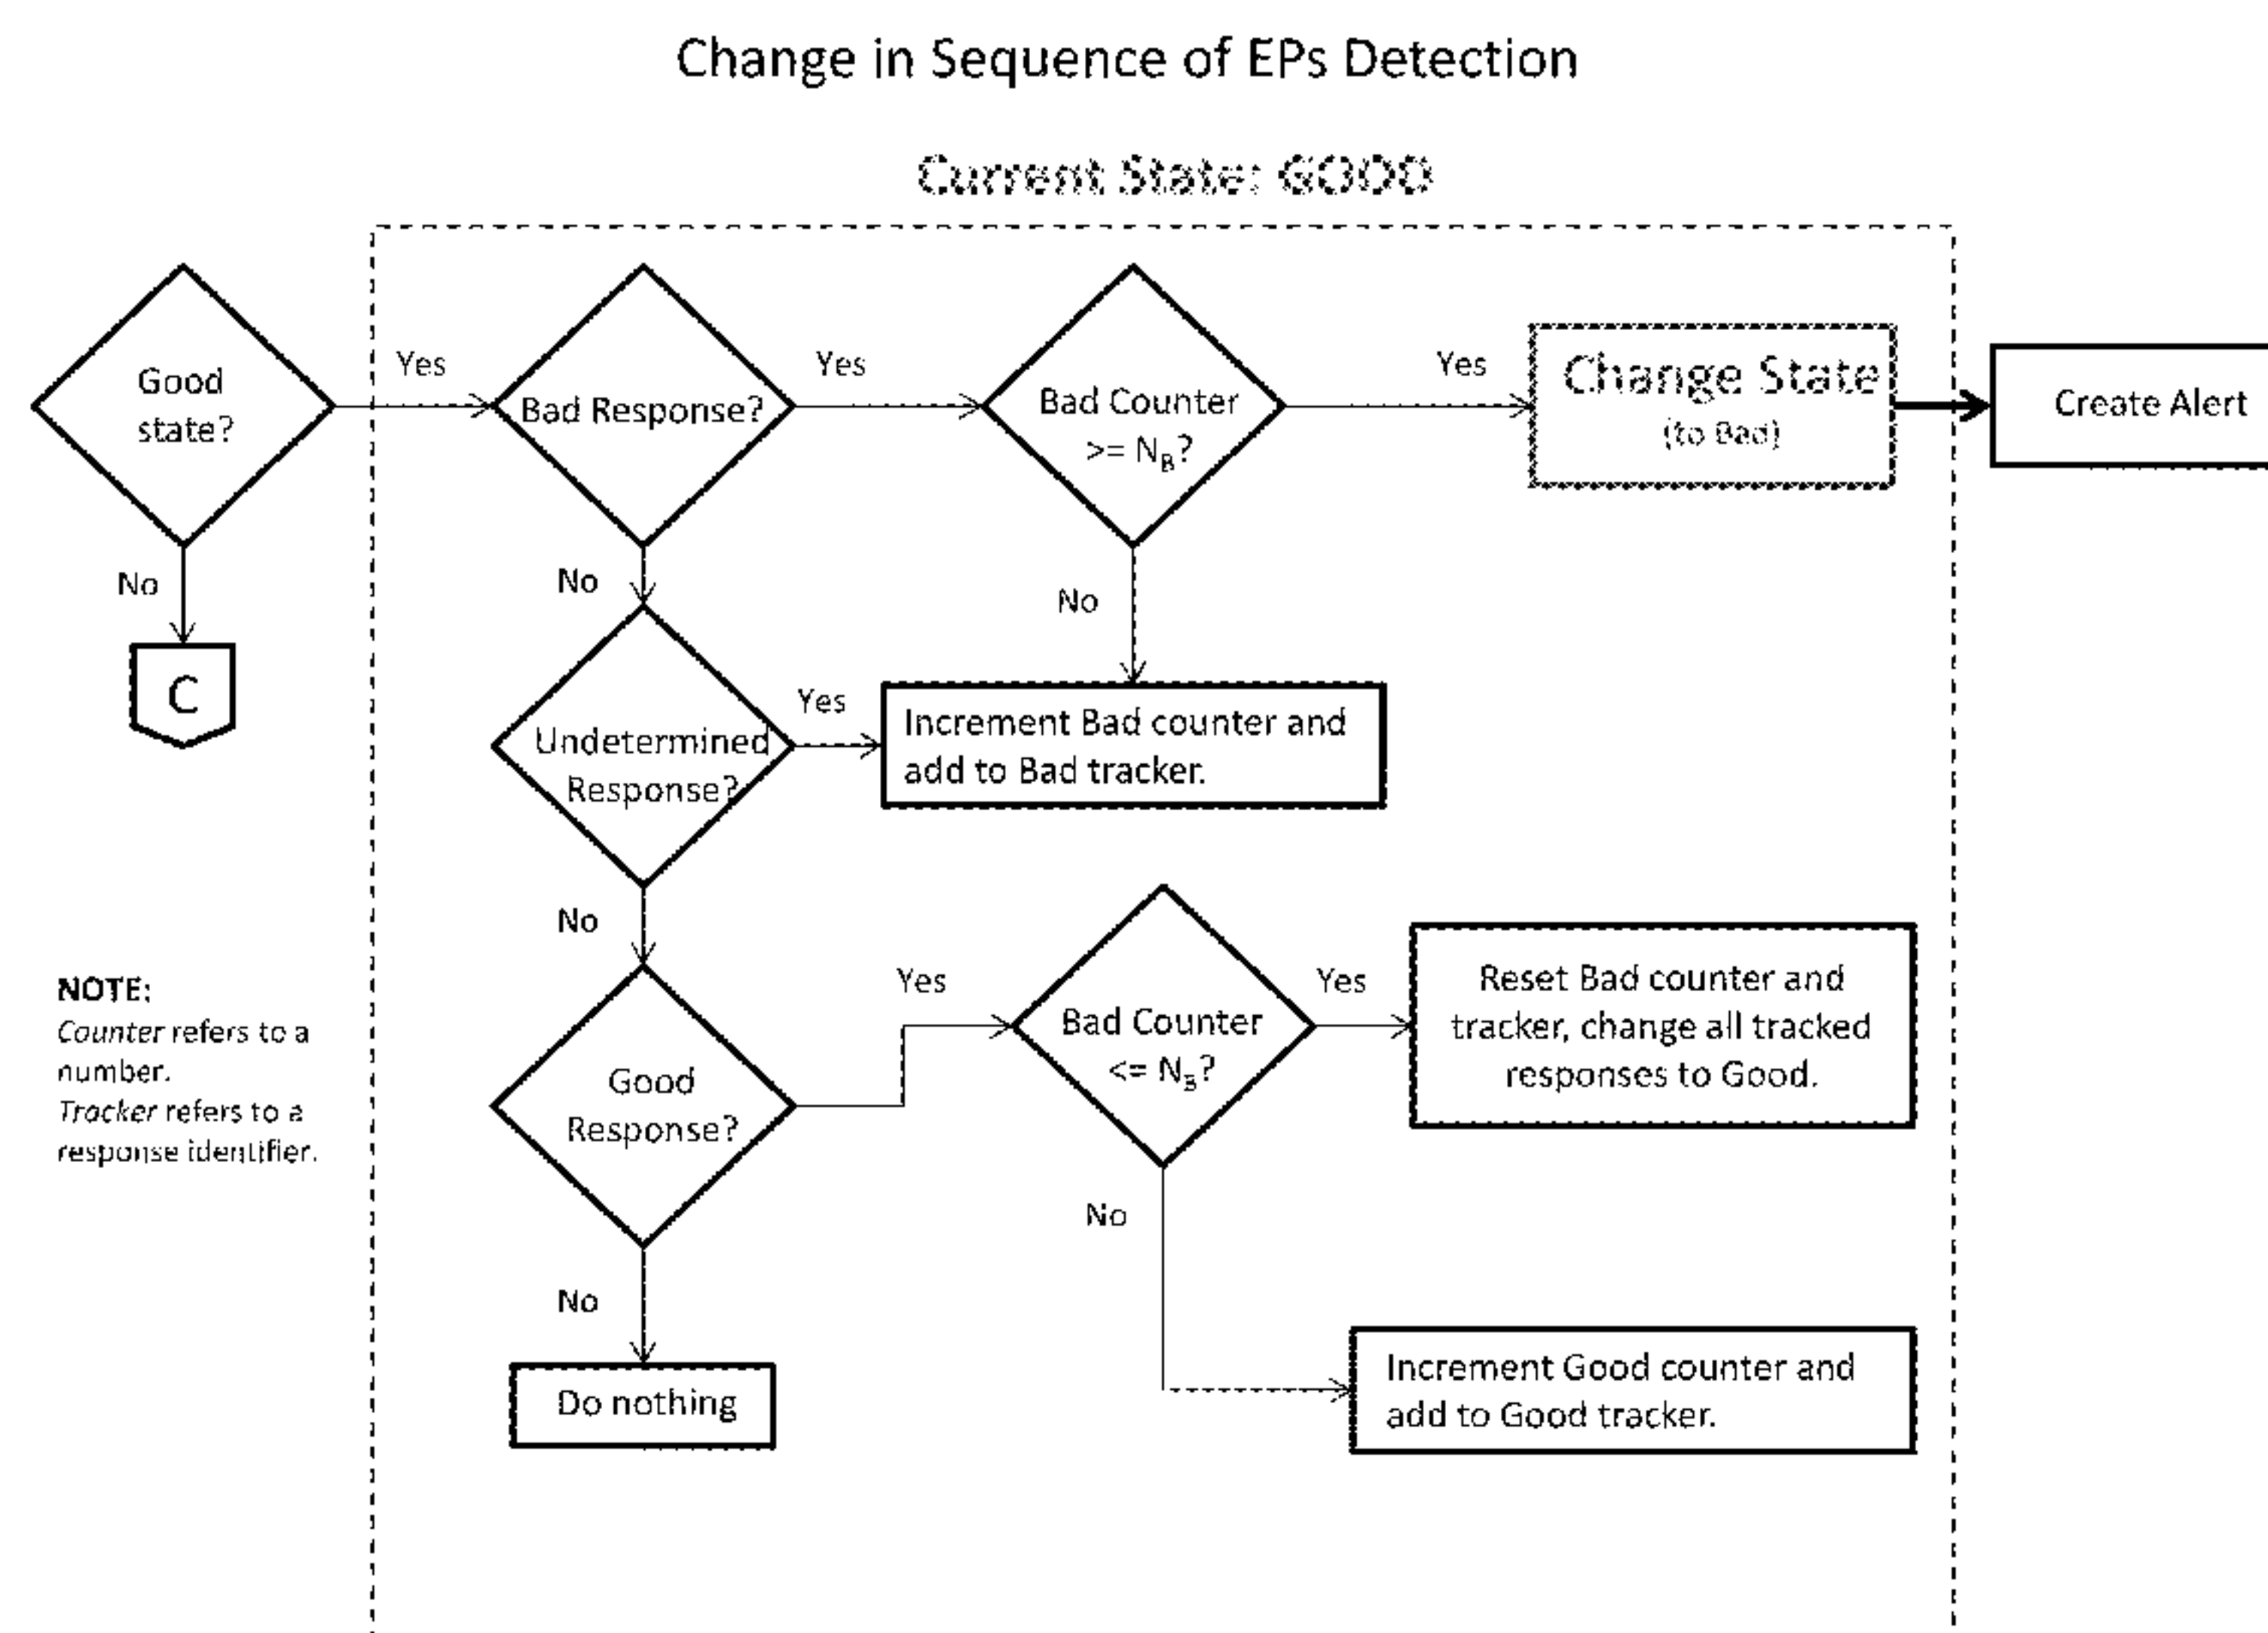 Change in Sequence of EPs Detection
Current State: GOOD
Good
state?
Yes
Bad Response?
Yes
Bad Counter
>= NB?
Yes
Change State
(to Bad)
Create Alert
No
C
No
No
Undetermined
Response?
Yes
Increment Bad counter and
add to Bad tracker.
No
NOTE:
Counter refers to a
number.
Tracker refers to a
response identifier.
Good
Response?
Yes
Bad Counter
<= NB?
Yes
Reset Bad counter and
tracker, change all tracked
responses to Good.
No
No
Do nothing
Increment Good counter and
add to Good tracker.